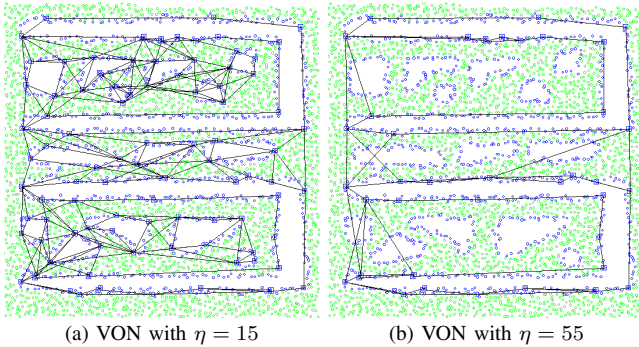 (a) VON with η = 15
(b) VON with η = 55